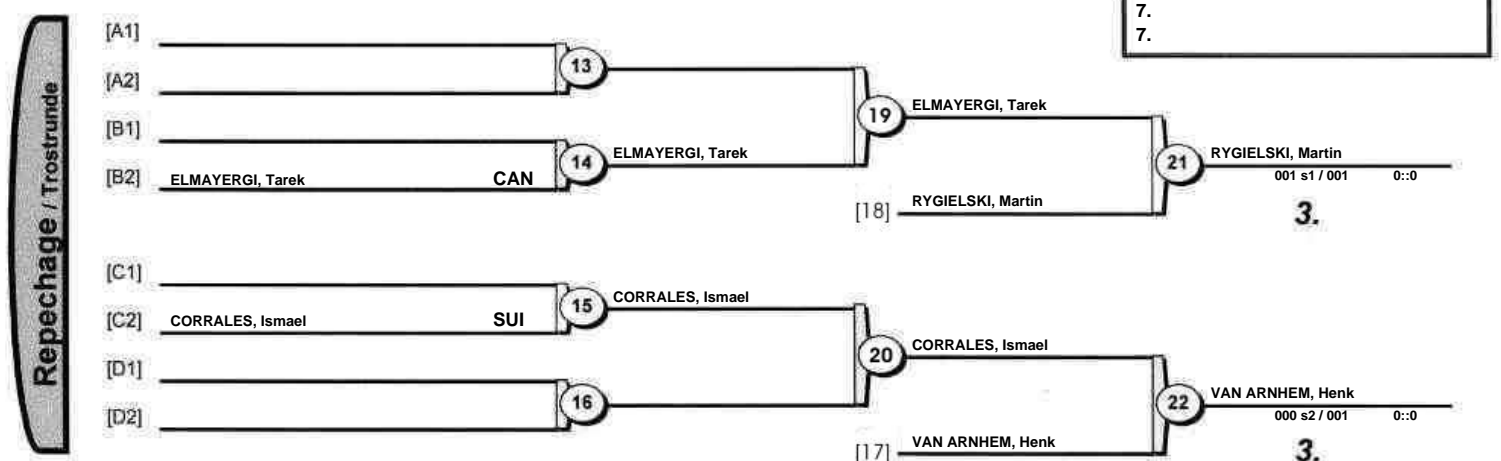 7.
7.
Repechage / Trostrunde
[A1]
13
[A2]
19
ELMAYERGI, Tarek
[B1]
14
ELMAYERGI, Tarek
21
RYGIELSKI, Martin
[B2] ELMAYERGI, Tarek CAN
001 s1 / 001 0::0
[18] RYGIELSKI, Martin
3.
[C1]
15
CORRALES, Ismael
[C2] CORRALES, Ismael SUI
20
CORRALES, Ismael
[D1]
16
22
VAN ARNHEM, Henk
[D2]
000 s2 / 001 0::0
[17] VAN ARNHEM, Henk
3.